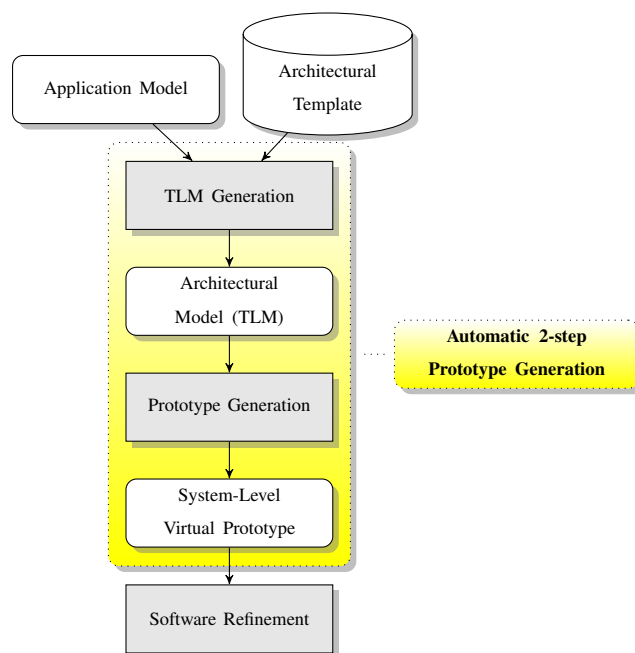 Application Model
Architectural
Template
TLM Generation
Architectural
Model (TLM)
Prototype Generation
System-Level
Virtual Prototype
Software Refinement
Automatic 2-step
Prototype Generation